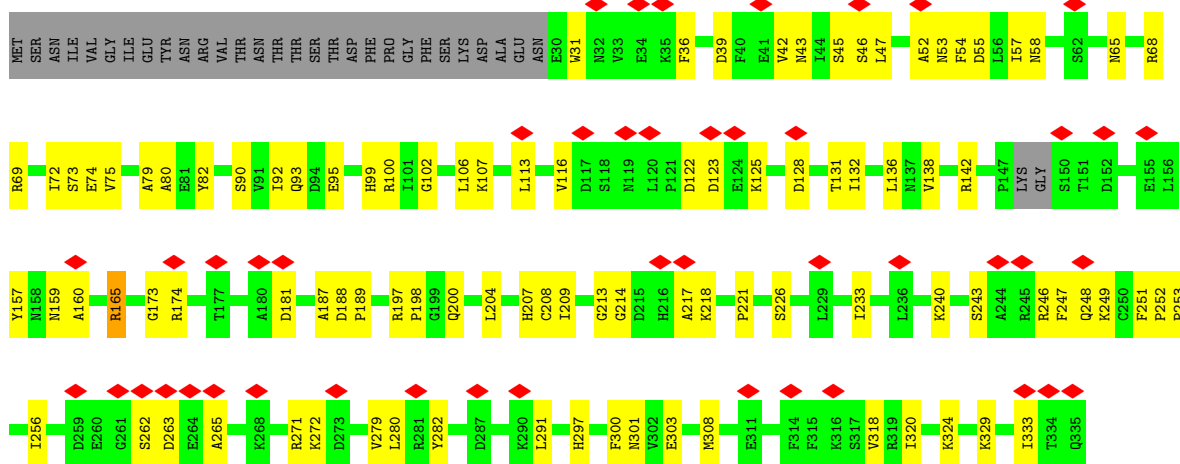 MET SER ASN ILE VAL GLY ILE GLU TYR ASN ARG VAL THR ASN THR THR SER THR ASP PHE PRO GLY PHE SER LYS ASP ALA GLU ASN E30 W31 N32 V33 E34 K35 F36 D39 F40 E41 V42 N43 I44 S45 S46 L47 A52 N53 F54 D55 L56 I57 N58 S62 N65 R68
R69 I72 S73 E74 V75 A79 A80 E81 Y82 S90 V91 I92 Q93 D94 E95 H99 R100 I101 G102 L106 K107 L113 V116 D117 S118 N119 L120 P121 D122 D123 E124 K125 D128 T131 I132 L136 N137 V138 R142 P147 LYS GLY S150 T151 D152 E155 L156
Y157 N158 N159 A160 R165 G173 R174 T177 A180 D181 A187 D188 P189 R197 P198 G199 Q200 L204 H207 C208 I209 G213 G214 D215 H216 A217 K218 P221 S226 L229 I233 L236 K240 S243 A244 R245 R246 F247 Q248 K249 C250 F251 P252
I256 D259 E260 G261 S262 D263 E264 A265 K268 R271 K272 D273 V279 L280 R281 Y282 D287 K290 L291 H297 F300 N301 V302 E303 M308 E311 F314 F315 K316 S317 V318 R319 I320 K324 K329 I333 T334 Q335